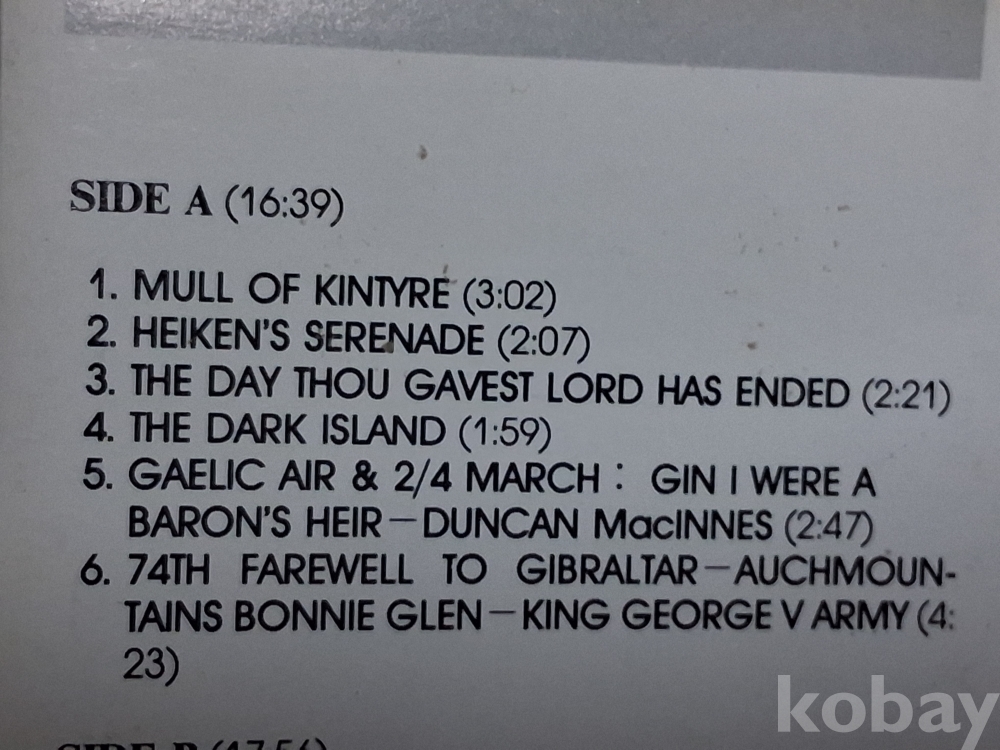 SIDE A (16:39)
1. MULL OF KINTYRE (3:02)
2. HEIKEN'S SERENADE (2:07)
3. THE DAY THOU GAVEST LORD HAS ENDED (2:21)
4. THE DARK ISLAND (1:59)
5. GAELIC AIR & 2/4 MARCH : GIN I WERE A
BARON'S HEIR—DUNCAN MacINNES (2:47)
6. 74TH FAREWELL TO GIBRALTAR—AUCHMOUN-
TAINS BONNIE GLEN—KING GEORGE V ARMY (4:
23)
SIDE B (17:56)
kobay